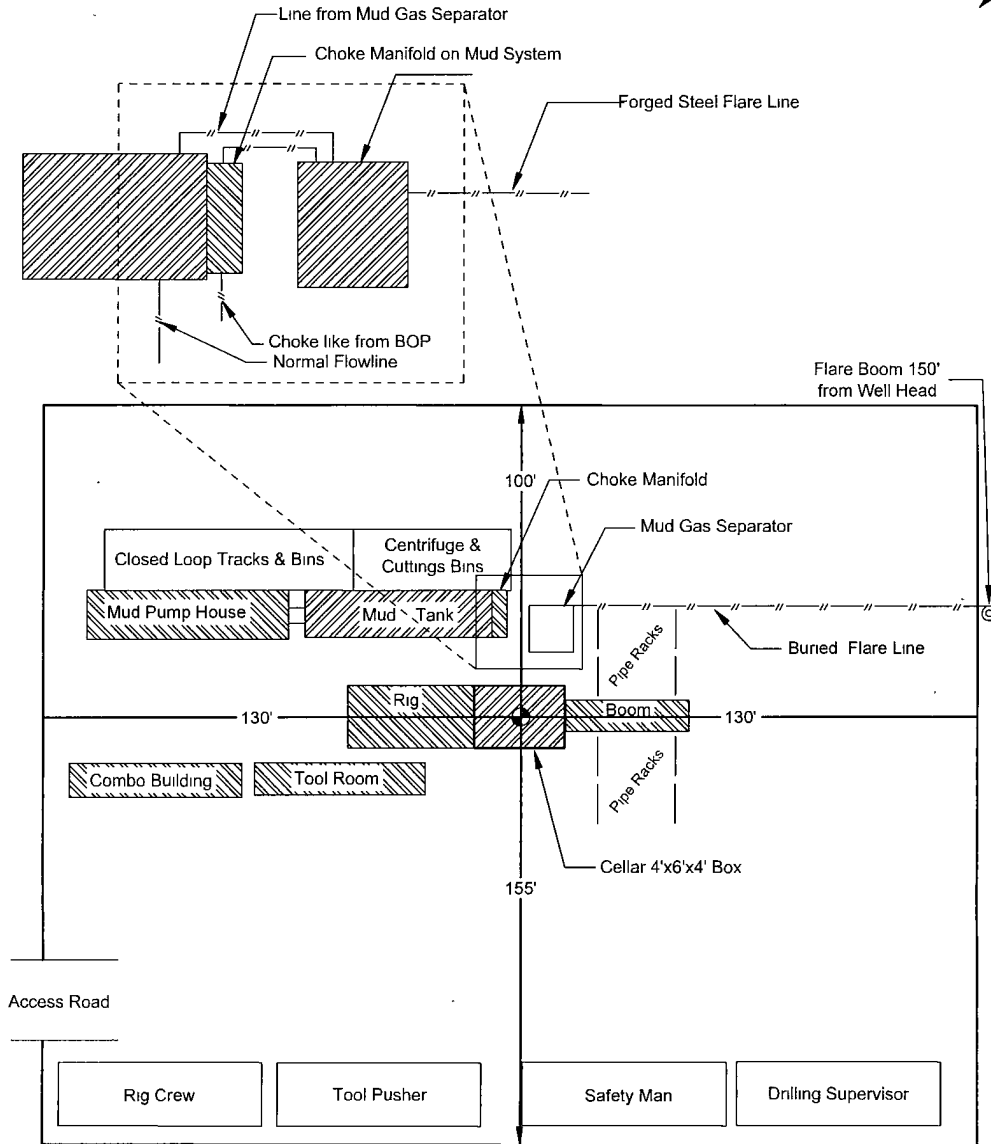 Line from Mud Gas Separator
Choke Manifold on Mud System
Forged Steel Flare Line
Choke like from BOP
Normal Flowline
Flare Boom 150'
from Well Head
100'
Choke Manifold
Mud Gas Separator
Closed Loop Tracks & Bins
Centrifuge &
Cuttings Bins
Mud Pump House
Mud Tank
Buried Flare Line
Pipe Racks
Rig
Boom
130'
130'
Combo Building
Tool Room
Pipe Racks
Cellar 4'x6'x4' Box
155'
Access Road
Rig Crew
Tool Pusher
Safety Man
Drilling Supervisor